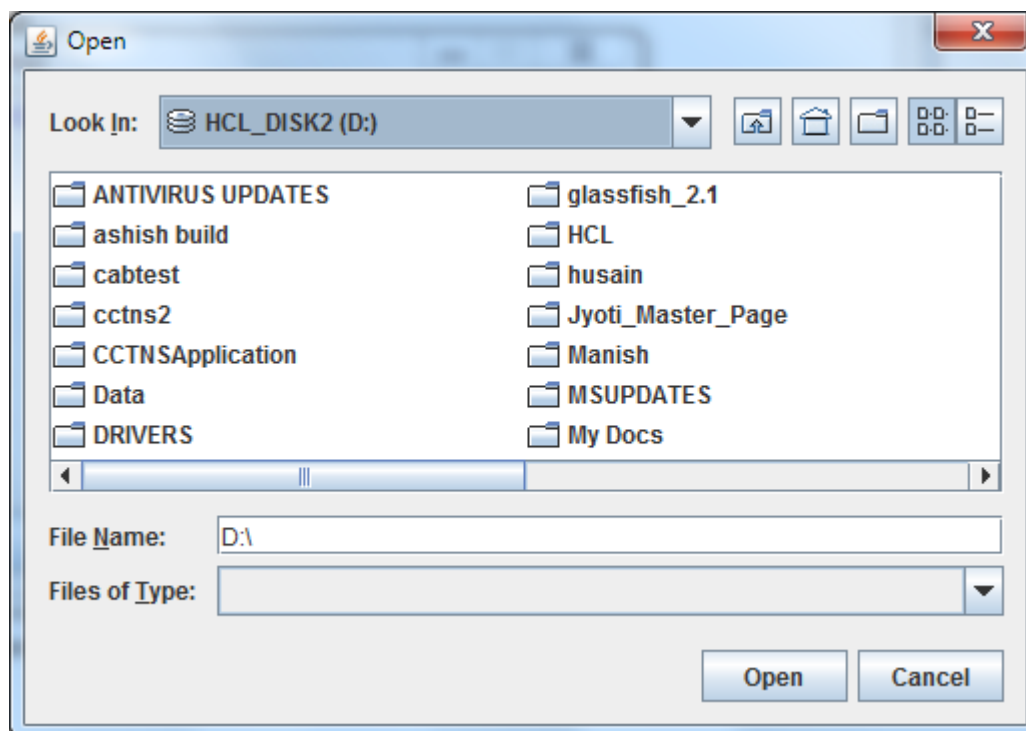 Open
Look In: HCL_DISK2 (D:)
ANTIVIRUS UPDATES
ashish build
cabtest
cctns2
CCTNSApplication
Data
DRIVERS
glassfish_2.1
HCL
husain
Jyoti_Master_Page
Manish
MSUPDATES
My Docs
File Name: D:\
Files of Type:
Open Cancel